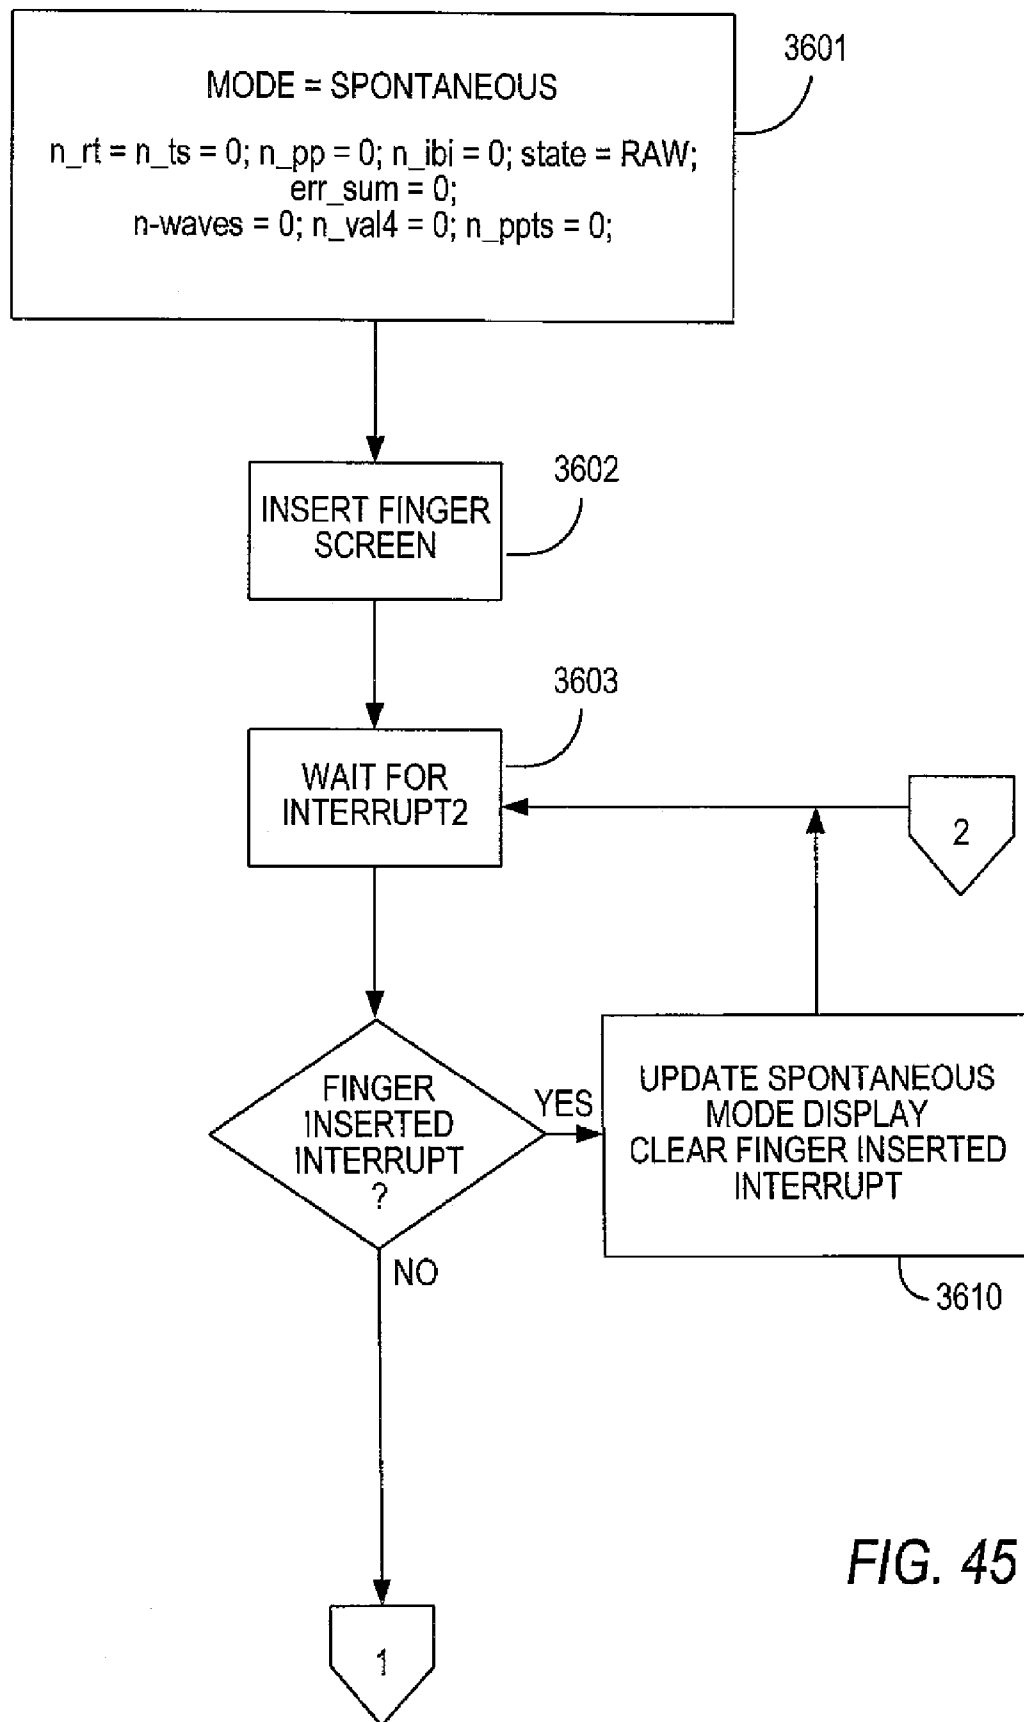 3601
MODE = SPONTANEOUS
n_rt = n_ts = 0; n_pp = 0; n_ibi = 0; state = RAW;
err_sum = 0;
n-waves = 0; n_val4 = 0; n_ppts = 0;
3602
INSERT FINGER
SCREEN
3603
WAIT FOR
INTERRUPT2
2
FINGER
INSERTED
INTERRUPT
?
YES
UPDATE SPONTANEOUS
MODE DISPLAY
CLEAR FINGER INSERTED
INTERRUPT
NO
3610
FIG. 45
1